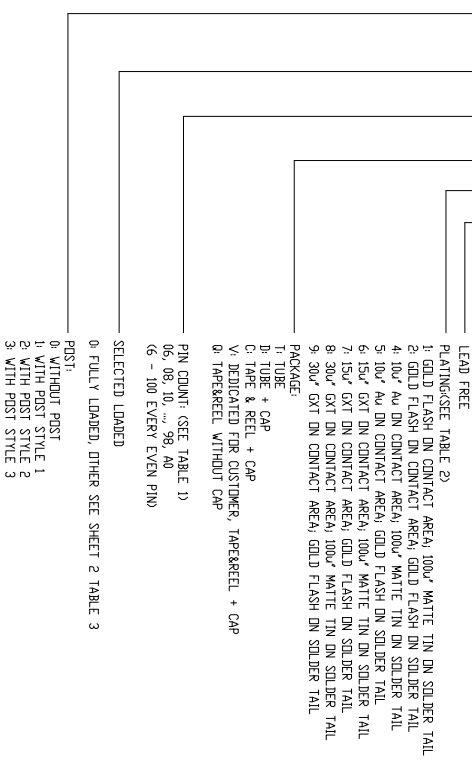 LEAD FREE
PLATING:(SEE TABLE 2)
1: GOLD FLASH ON CONTACT AREA; 100u" MATTE TIN ON SOLDER TAIL
2: GOLD FLASH ON CONTACT AREA; GOLD FLASH ON SOLDER TAIL
4: 10u" Au ON CONTACT AREA; 100u" MATTE TIN ON SOLDER TAIL
5: 10u" Au ON CONTACT AREA; GOLD FLASH ON SOLDER TAIL
6: 15u" GXT ON CONTACT AREA; 100u" MATTE TIN ON SOLDER TAIL
7: 15u" GXT ON CONTACT AREA; GOLD FLASH ON SOLDER TAIL
8: 30u" GXT ON CONTACT AREA; 100u" MATTE TIN ON SOLDER TAIL
9: 30u" GXT ON CONTACT AREA; GOLD FLASH ON SOLDER TAIL
PACKAGE:
T: TUBE
D: TUBE + CAP
C: TAPE & REEL + CAP
V: DEDICATED FOR CUSTOMER, TAPE&REEL + CAP
Q: TAPE&REEL WITHOUT CAP
PIN COUNT: (SEE TABLE 1)
06, 08, 10, ..., 98, A0
(6 - 100 EVERY EVEN PIN)
SELECTED LOADED
0: FULLY LOADED, OTHER SEE SHEET 2 TABLE 3
POST:
0: WITHOUT POST
1: WITH POST STYLE 1
2: WITH POST STYLE 2
3: WITH POST STYLE 3